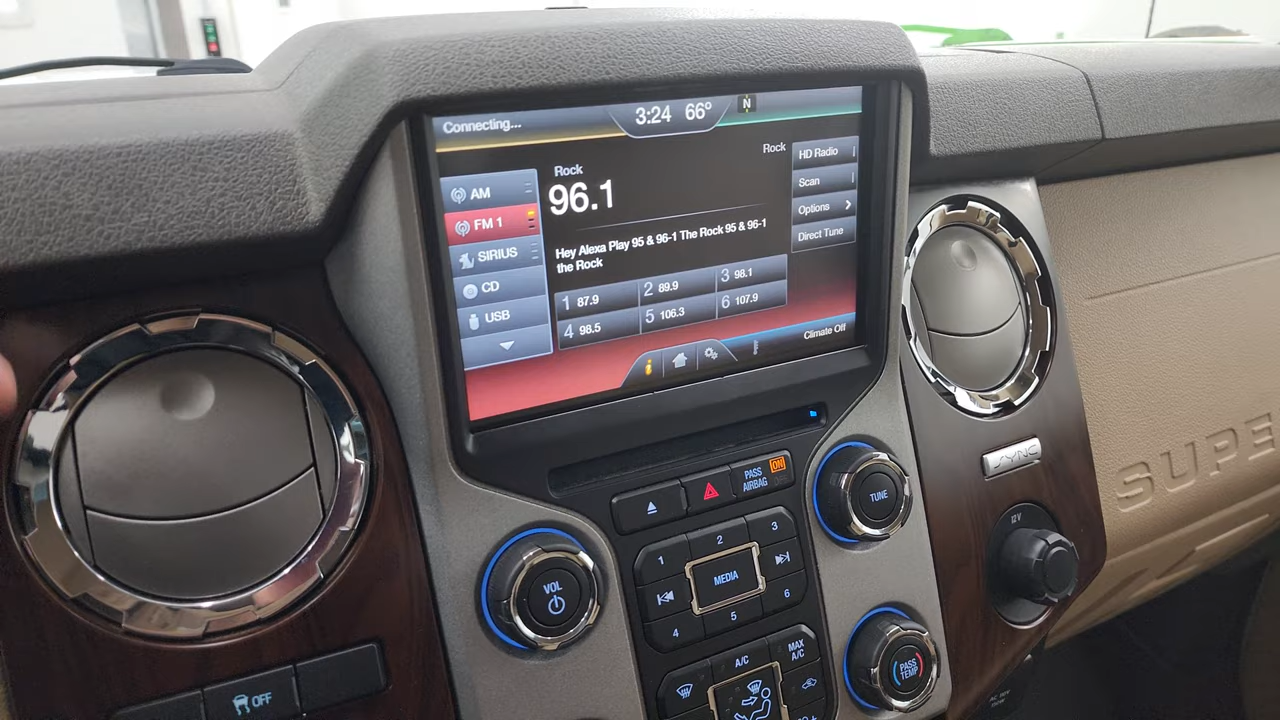 Connecting...
3:24 66°
N
AM
FM 1
SIRIUS
CD
USB
Rock
96.1
Rock
Hey Alexa Play 95 & 96-1 The Rock 95 & 96-1
the Rock
1 87.9
2 89.9
3 98.1
4 98.5
5 106.3
6 107.9
HD Radio
Scan
Options
Direct Tune
Climate Off
PASS
AIRBAG
ON
VOL
TUNE
1
2
3
MEDIA
4
5
6
A/C
MAX
A/C
PASS
TEMP
OFF
SYNC
12V
SUPE